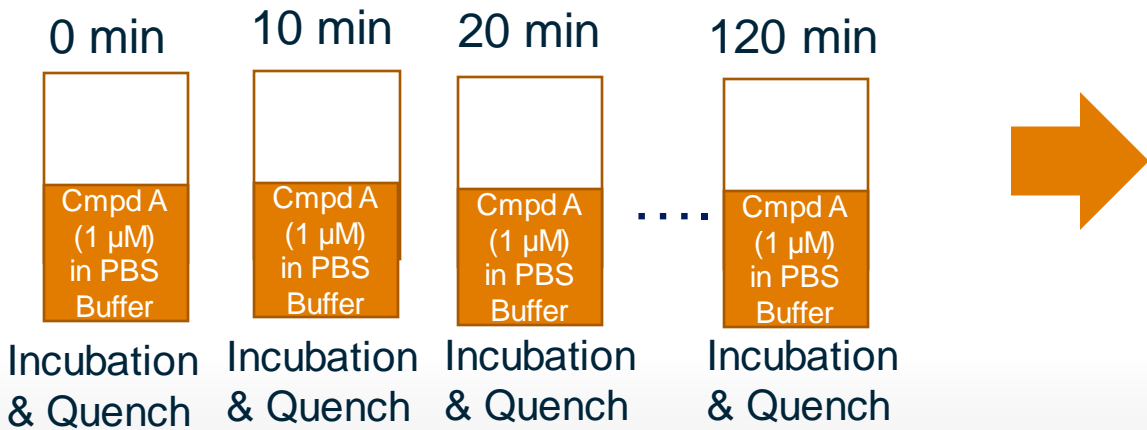 0 min
10 min
20 min
120 min
Cmpd A
(1 µM)
in PBS
Buffer
Cmpd A
(1 µM)
in PBS
Buffer
Cmpd A
(1 µM)
in PBS
Buffer
....
Cmpd A
(1 µM)
in PBS
Buffer
Incubation
& Quench
Incubation
& Quench
Incubation
& Quench
Incubation
& Quench